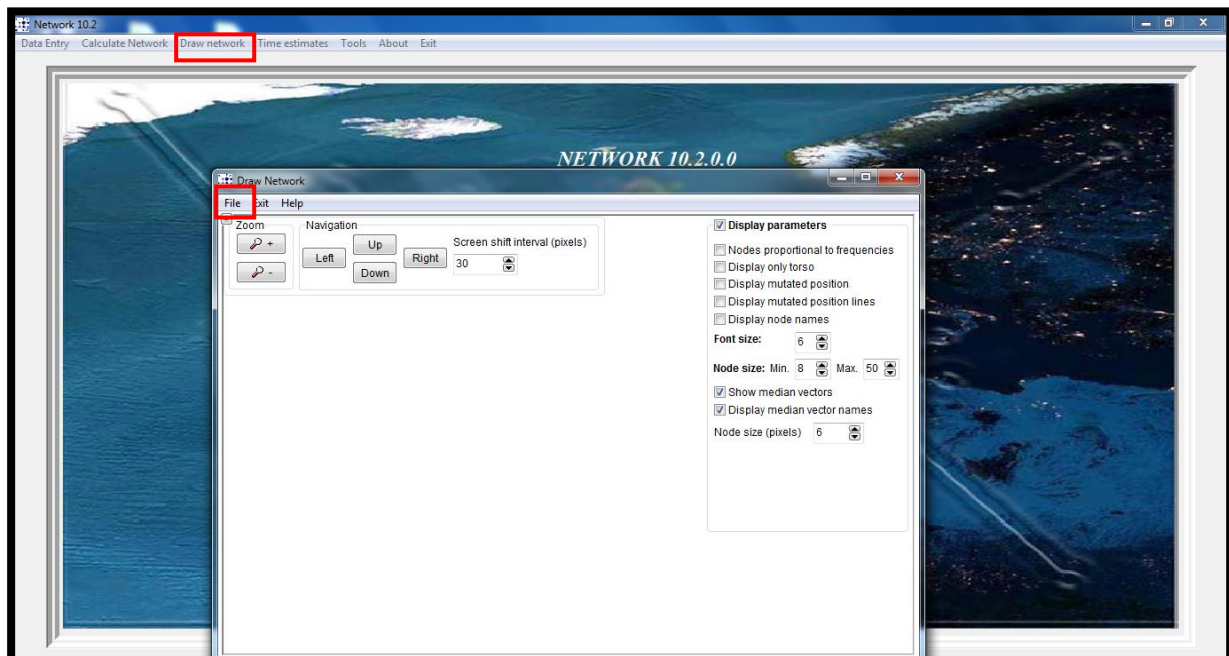 Network 10.2
Data Entry Calculate Network Draw network Time estimates Tools About Exit
NETWORK 10.2.0.0
Draw Network
File Exit Help
Zoom
+
-
Navigation
Up
Left
Right
Down
Screen shift interval (pixels)
30
Display parameters
Nodes proportional to frequencies
Display only torso
Display mutated position
Display mutated position lines
Display node names
Font size: 6
Node size: Min. 8 Max. 50
Show median vectors
Display median vector names
Node size (pixels) 6